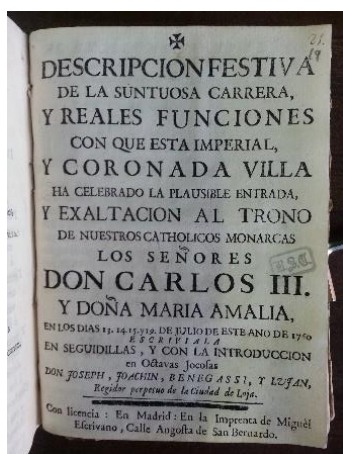 ✠
21.
19
DESCRIPCION FESTIVA
DE LA SUNTUOSA CARRERA,
Y REALES FUNCIONES
CON QUE ESTA IMPERIAL,
Y CORONADA VILLA
HA CELEBRADO LA PLAUSIBLE ENTRADA,
Y EXALTACION AL TRONO
DE NUESTROS CATHOLICOS MONARCAS
LOS SEÑORES
DON CARLOS III.
Y DOÑA MARIA AMALIA,
EN LOS DIAS 13. 14. 15. y 19. DE JULIO DE ESTE AÑO DE 1760
ESCRIVIALA
EN SEGUIDILLAS, Y CON LA INTRODUCCION
en Octavas Jocosas
DON JOSEPH, JOACHIN, BENEGASSI, Y LUJAN,
Regidor perpetuo de la Ciudad de Loja.
Con licencia: En Madrid: En la Imprenta de Miguèl
Escrivano, Calle Angosta de San Bernardo.